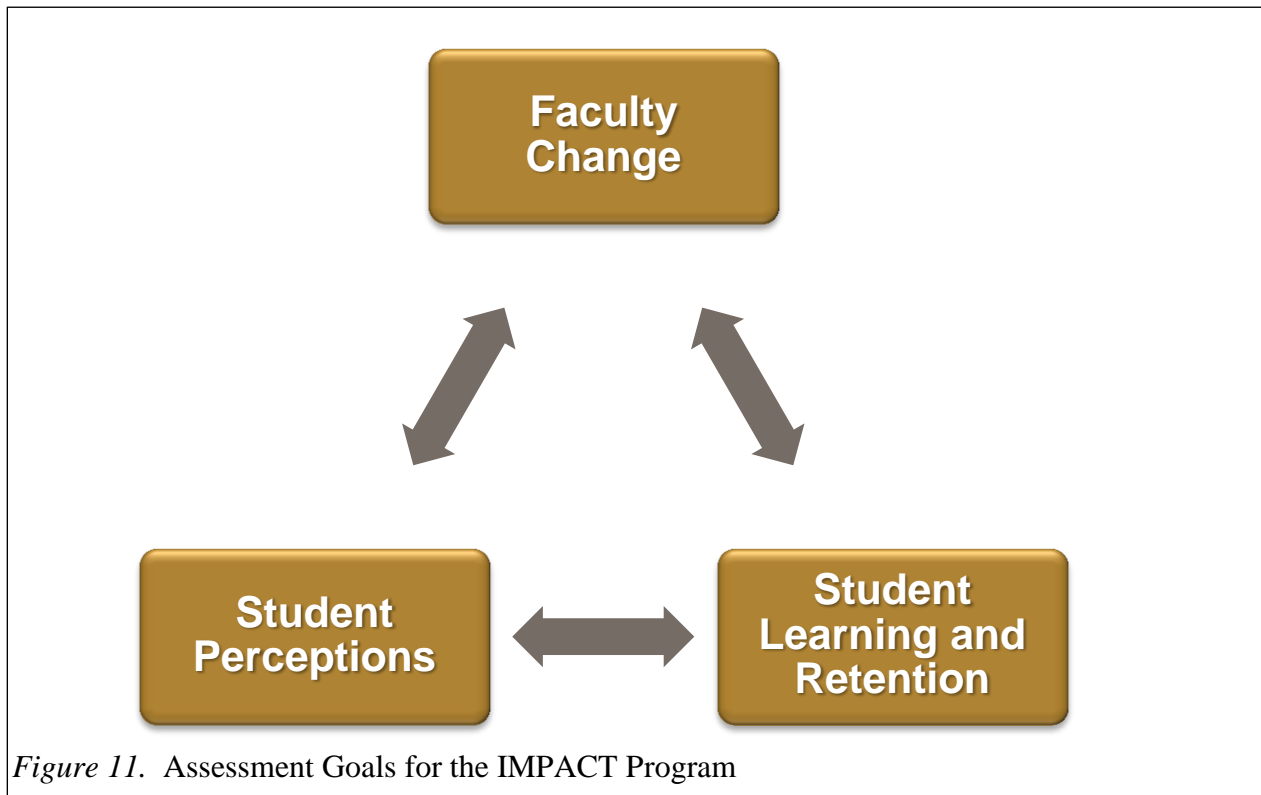 Faculty
Change
Student
Perceptions
Student
Learning and
Retention
Figure 11. Assessment Goals for the IMPACT Program